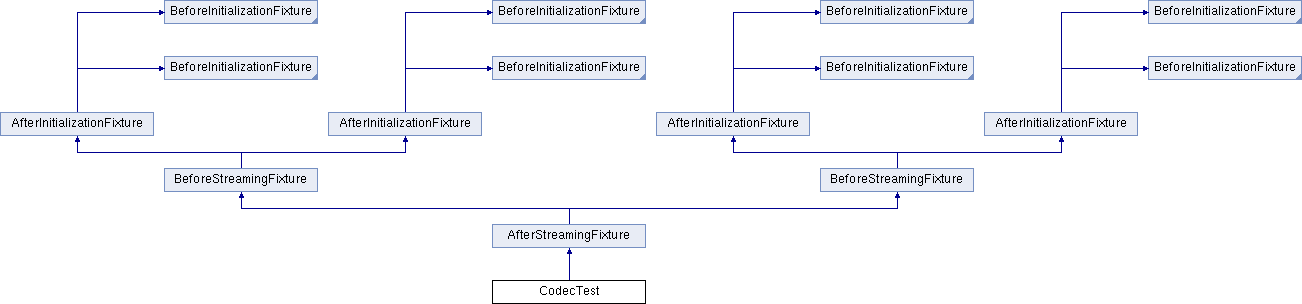 BeforeInitializationFixture
BeforeInitializationFixture
BeforeInitializationFixture
BeforeInitializationFixture
BeforeInitializationFixture
BeforeInitializationFixture
BeforeInitializationFixture
BeforeInitializationFixture
AfterInitializationFixture
AfterInitializationFixture
AfterInitializationFixture
AfterInitializationFixture
BeforeStreamingFixture
BeforeStreamingFixture
AfterStreamingFixture
CodecTest